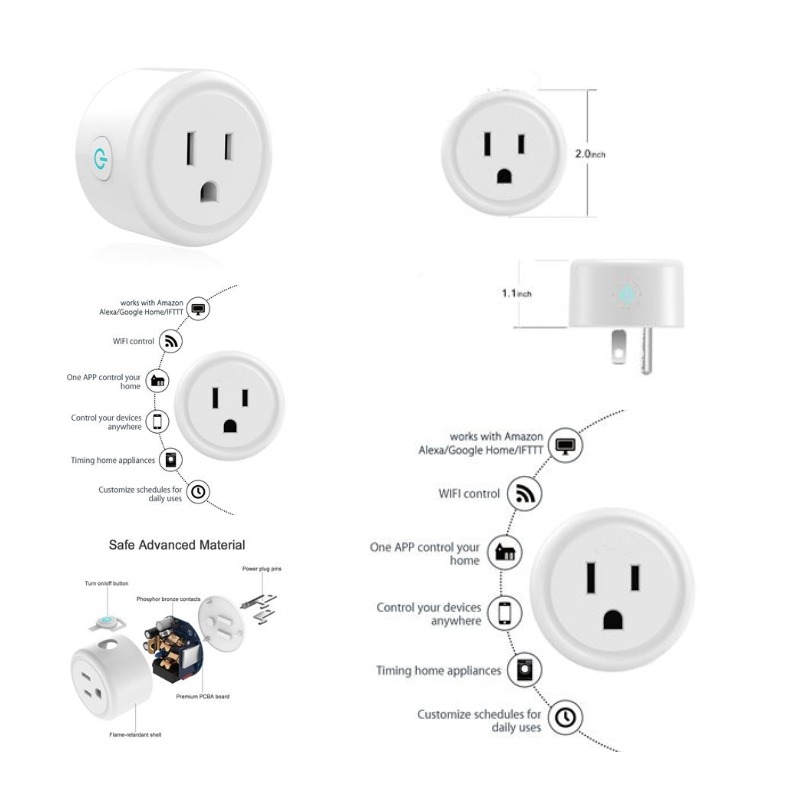 2.0inch
1.1inch
works with Amazon
Alexa/Google Home/IFTTT
WIFI control
One APP control your
home
Control your devices
anywhere
Timing home appliances
Customize schedules for
daily uses
works with Amazon
Alexa/Google Home/IFTTT
WIFI control
One APP control your
home
Control your devices
anywhere
Timing home appliances
Customize schedules for
daily uses
Safe Advanced Material
Power plug pins
Turn on/off button
Phospher bronze contacts
Premium PCBA board
Flame-retardant shell